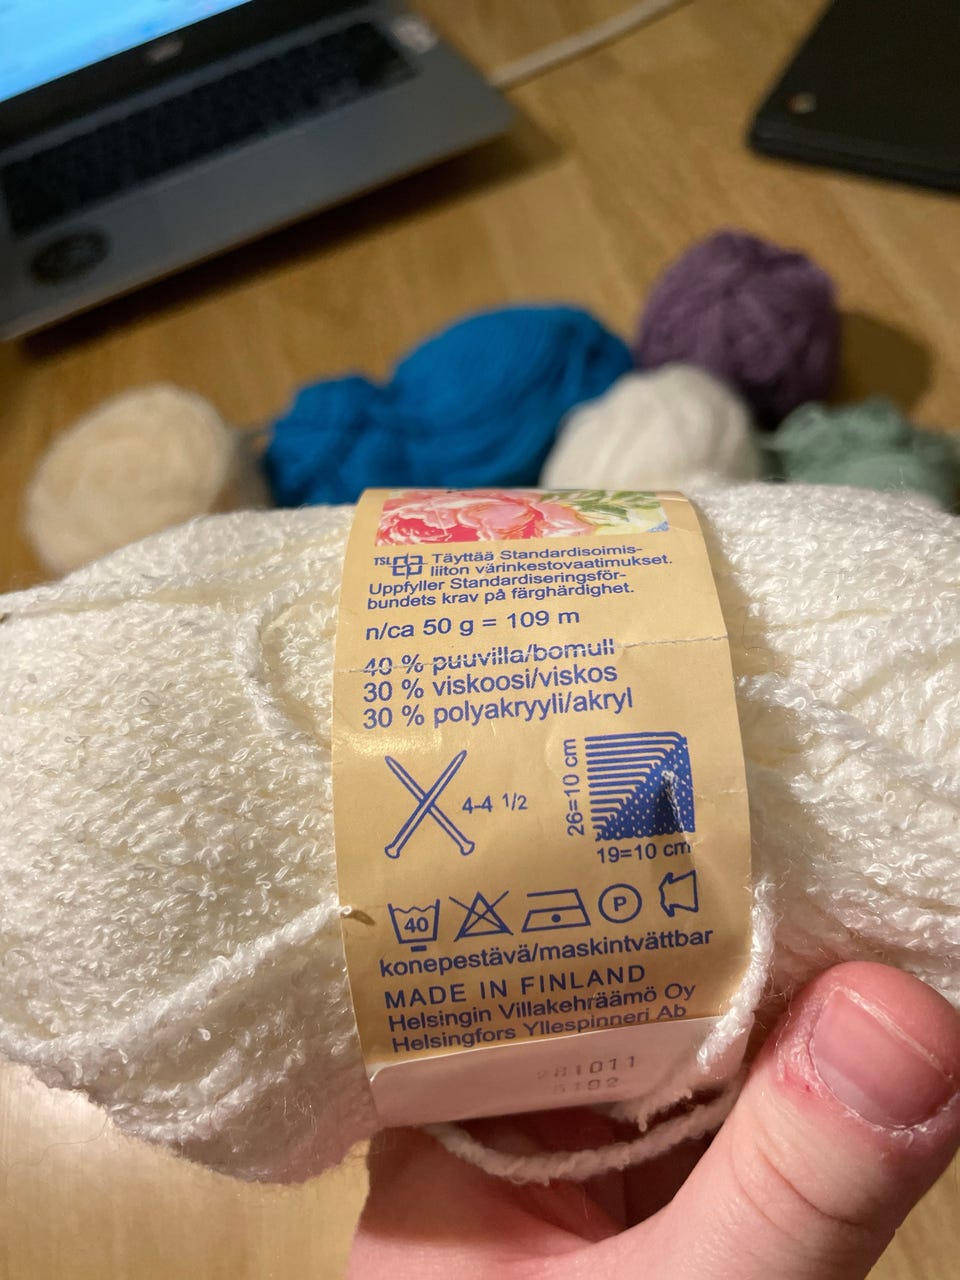 TSL Täyttää Standardisoimis-
liiton värinkestovaatimukset.
Uppfyller Standardiseringsför-
bundets krav på färghärdighet.
n/ca 50 g = 109 m
40 % puuvilla/bomull
30 % viskoosi/viskos
30 % polyakryyli/akryl
4-4 1/2
26=10 cm
19=10 cm
40
P
konepestävä/maskintvättbar
MADE IN FINLAND
Helsingin Villakehräämö Oy
Helsingfors Yllespinneri Ab